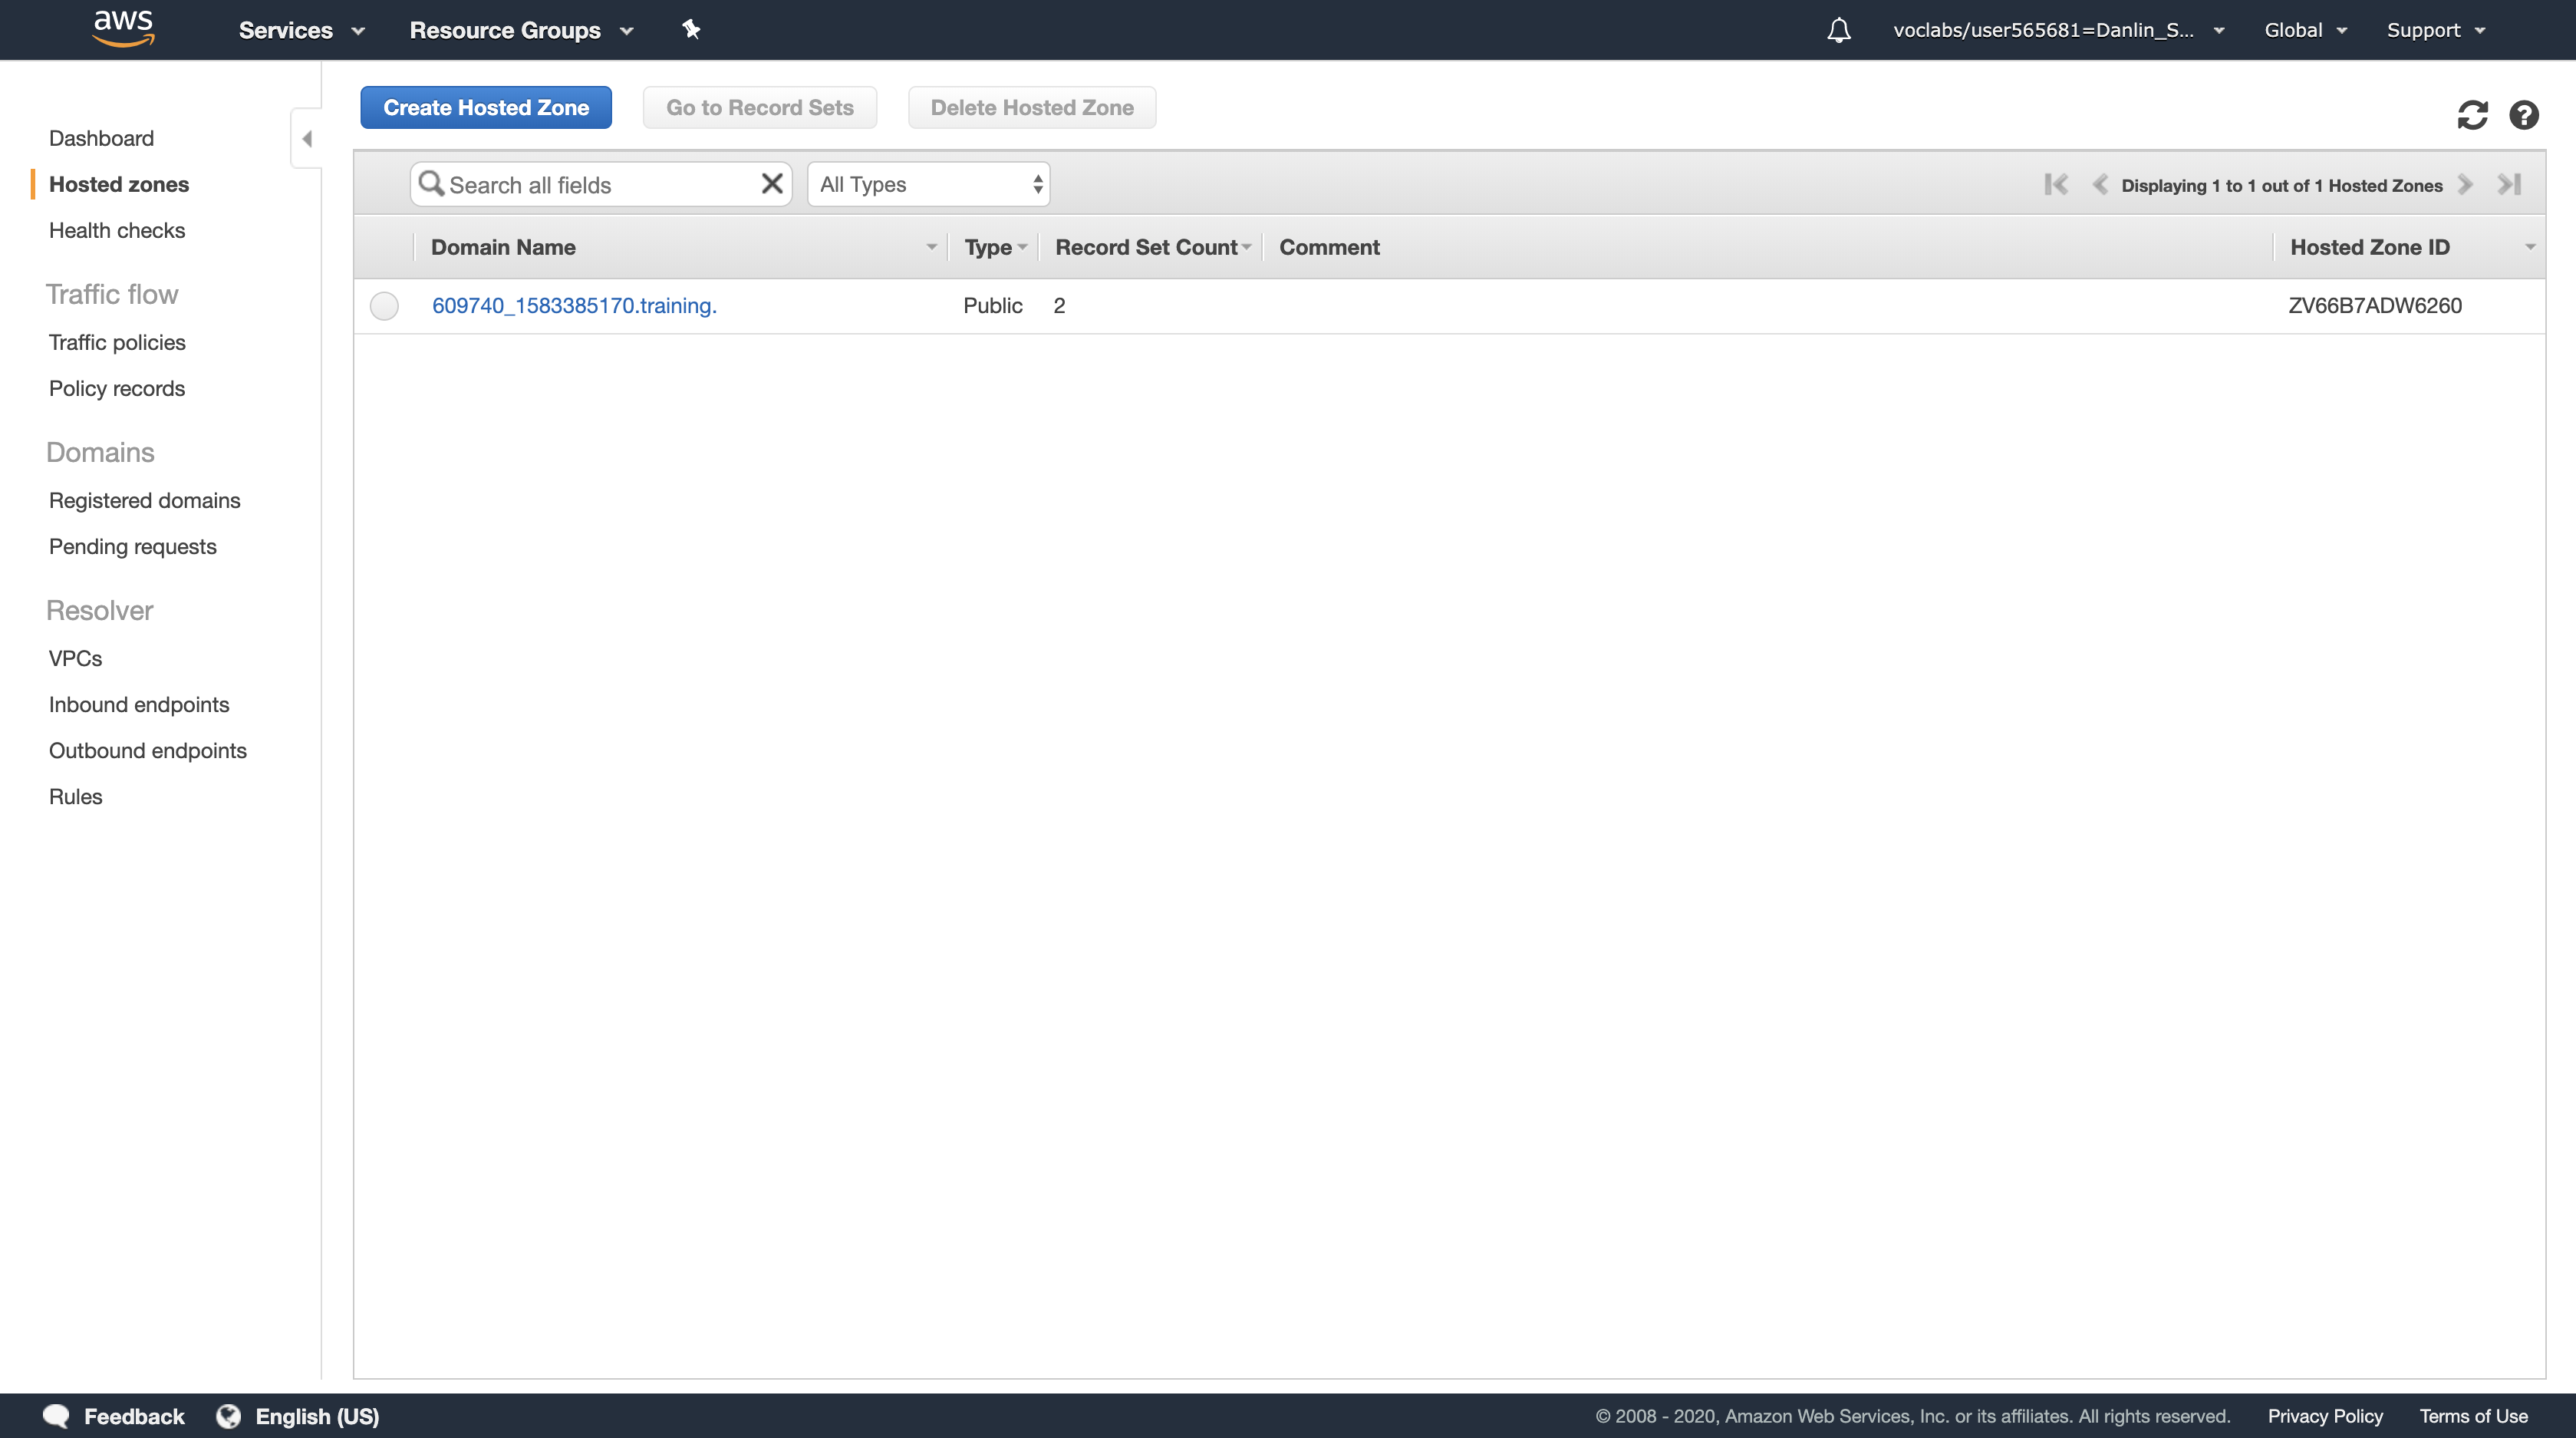 aws Services Resource Groups voclabs/user565681=Danlin_S... Global Support
Create Hosted Zone Go to Record Sets Delete Hosted Zone
Dashboard
Hosted zones
Health checks
Traffic flow
Traffic policies
Policy records
Domains
Registered domains
Pending requests
Resolver
VPCs
Inbound endpoints
Outbound endpoints
Rules
Search all fields All Types Displaying 1 to 1 out of 1 Hosted Zones
Domain Name Type Record Set Count Comment Hosted Zone ID
609740_1583385170.training. Public 2 ZV66B7ADW6260
Feedback English (US) © 2008 - 2020, Amazon Web Services, Inc. or its affiliates. All rights reserved. Privacy Policy Terms of Use